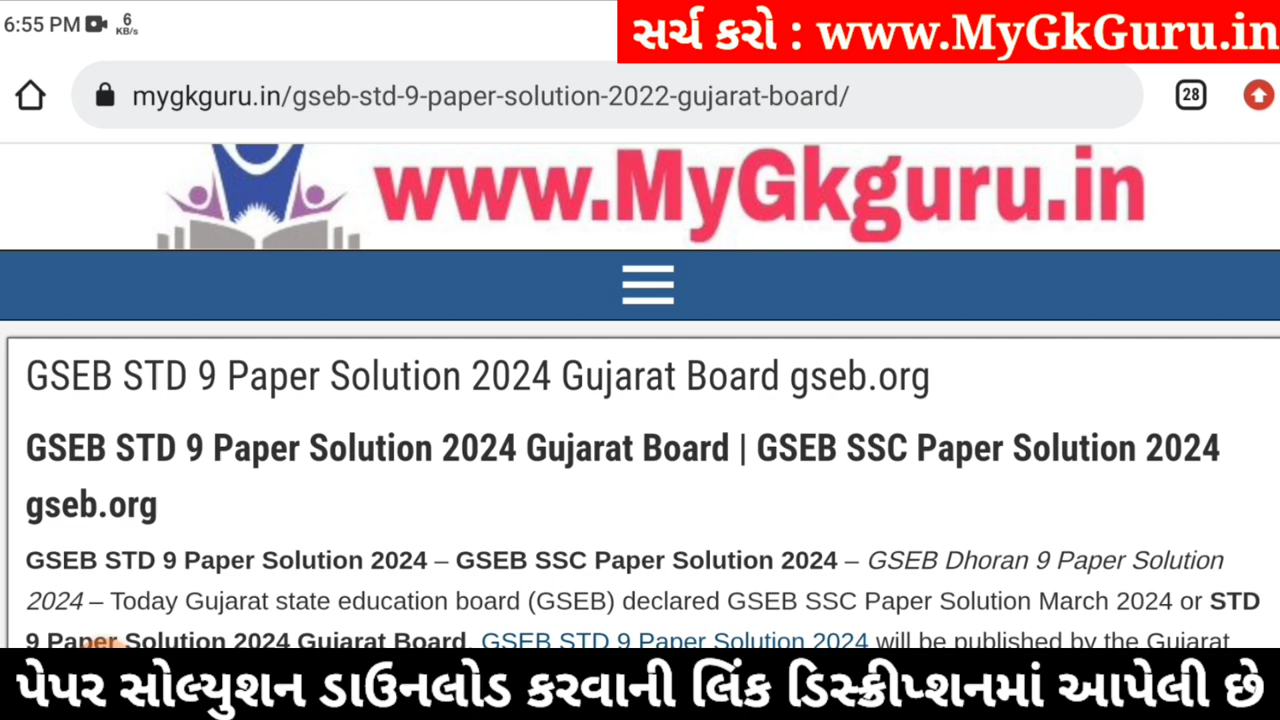 6:55 PM 6 KB/s
સર્ચ કરો : www.MyGkGuru.in
mygkguru.in/gseb-std-9-paper-solution-2022-gujarat-board/ 28
www.MyGkguru.in
GSEB STD 9 Paper Solution 2024 Gujarat Board gseb.org
GSEB STD 9 Paper Solution 2024 Gujarat Board | GSEB SSC Paper Solution 2024
gseb.org
GSEB STD 9 Paper Solution 2024 – GSEB SSC Paper Solution 2024 – GSEB Dhoran 9 Paper Solution
2024 – Today Gujarat state education board (GSEB) declared GSEB SSC Paper Solution March 2024 or STD
9 Paper Solution 2024 Gujarat Board. GSEB STD 9 Paper Solution 2024 will be published by the Gujarat
પેપર સોલ્યુશન ડાઉનલોડ કરવાની લિંક ડિસ્ક્રીપ્શનમાં આપેલી છે